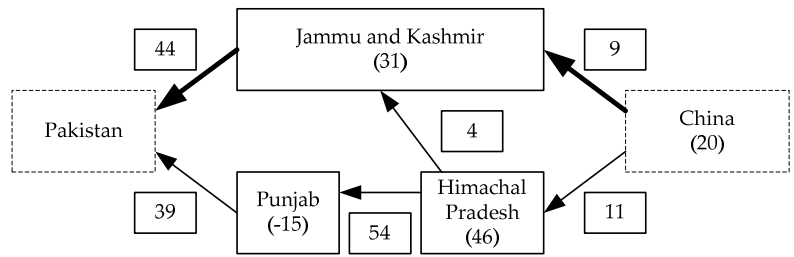 44
Jammu and Kashmir
(31)
9
Pakistan
4
China
(20)
39
Punjab
(-15)
54
Himachal
Pradesh
(46)
11